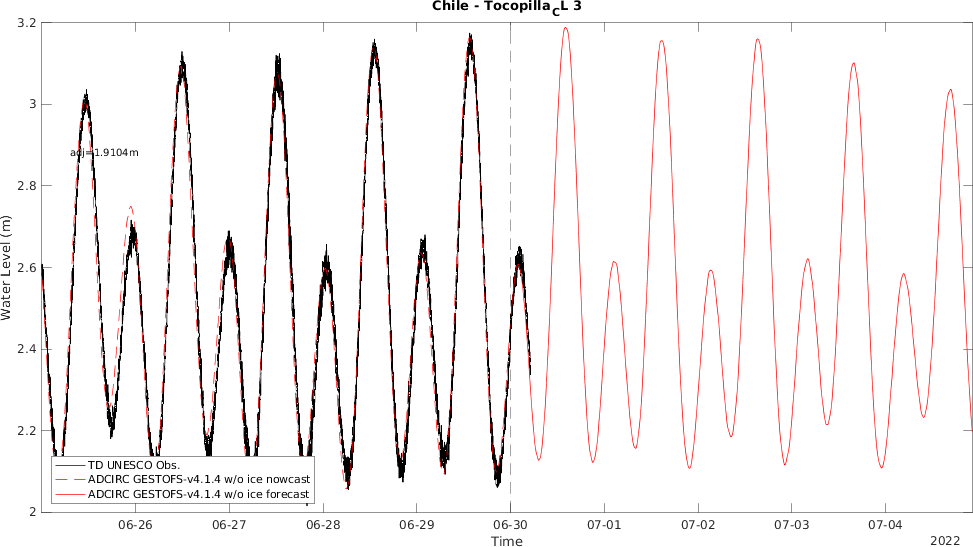 Chile - Tocopilla_CL 3
3.2
3
2.8
2.6
2.4
2.2
2
Water Level (m)
adj=1.9104m
TD UNESCO Obs.
ADCIRC GESTOFS-v4.1.4 w/o ice nowcast
ADCIRC GESTOFS-v4.1.4 w/o ice forecast
06-26 06-27 06-28 06-29 06-30 07-01 07-02 07-03 07-04
Time
2022